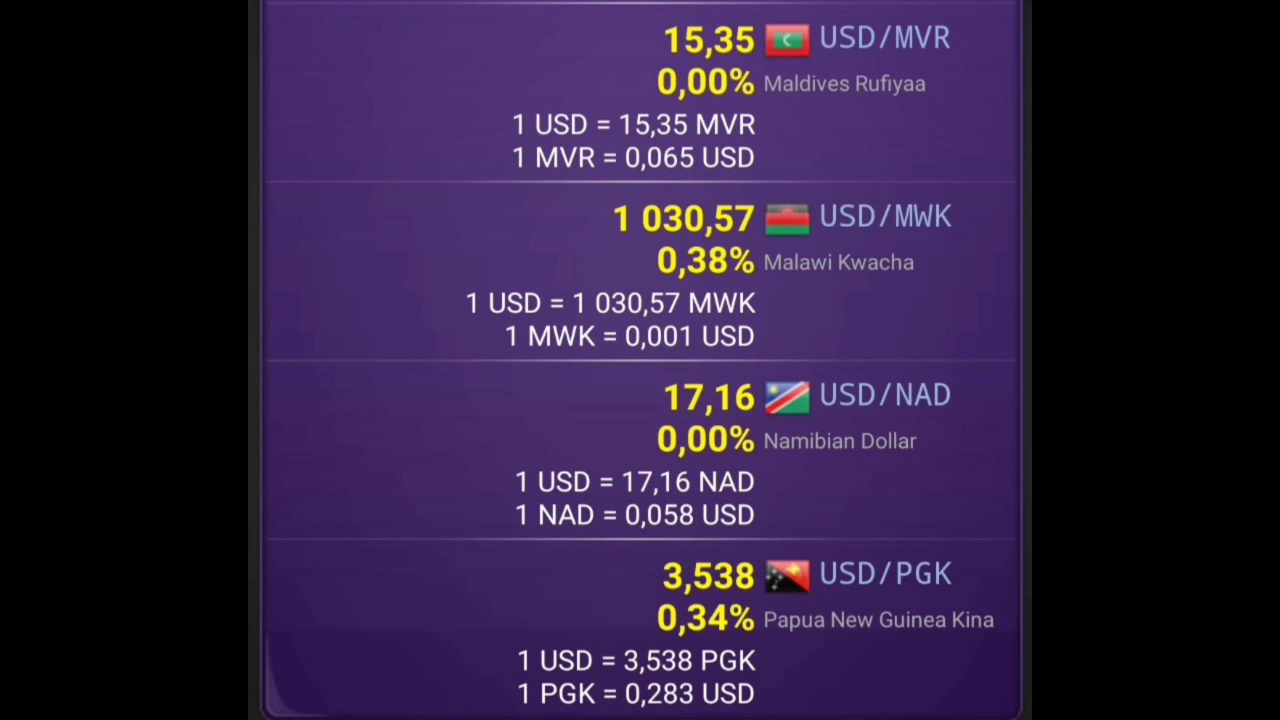 15,35 USD/MVR
0,00% Maldives Rufiyaa
1 USD = 15,35 MVR
1 MVR = 0,065 USD
1 030,57 USD/MWK
0,38% Malawi Kwacha
1 USD = 1 030,57 MWK
1 MWK = 0,001 USD
17,16 USD/NAD
0,00% Namibian Dollar
1 USD = 17,16 NAD
1 NAD = 0,058 USD
3,538 USD/PGK
0,34% Papua New Guinea Kina
1 USD = 3,538 PGK
1 PGK = 0,283 USD